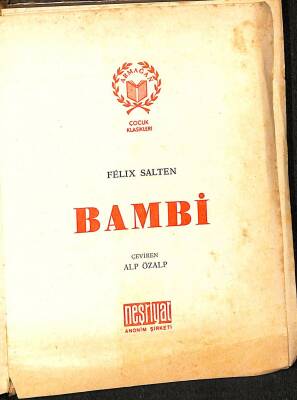 ARMAĞAN
ÇOCUK
KLASİKLERİ
FÉLIX SALTEN
BAMBİ
ÇEVİREN
ALP ÖZALP
neşriyat
ANONİM ŞİRKETİ